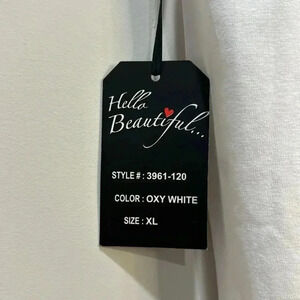 Hello
Beautiful...
STYLE # : 3961-120
COLOR : OXY WHITE
SIZE : XL